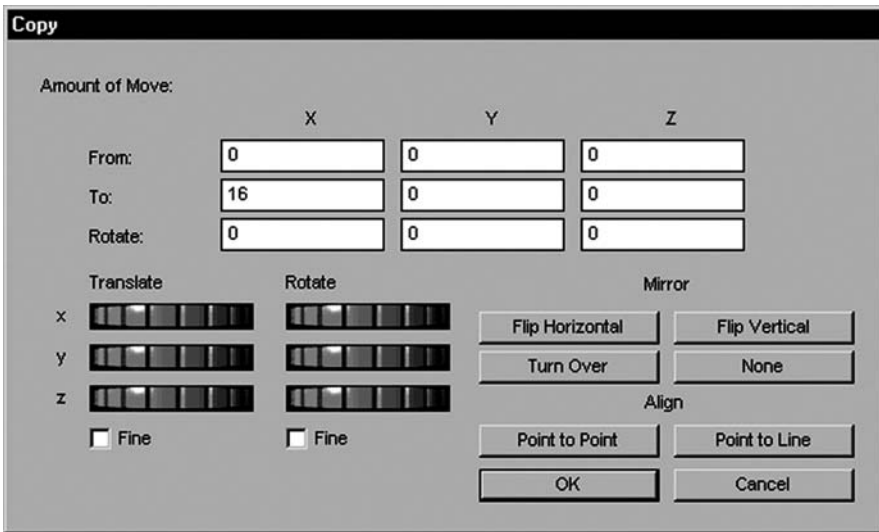 Copy
Amount of Move:
X Y Z
From: 0 0 0
To: 16 0 0
Rotate: 0 0 0
Translate Rotate Mirror
x Flip Horizontal Flip Vertical
y Turn Over None
z Align
Fine Fine Point to Point Point to Line
OK Cancel